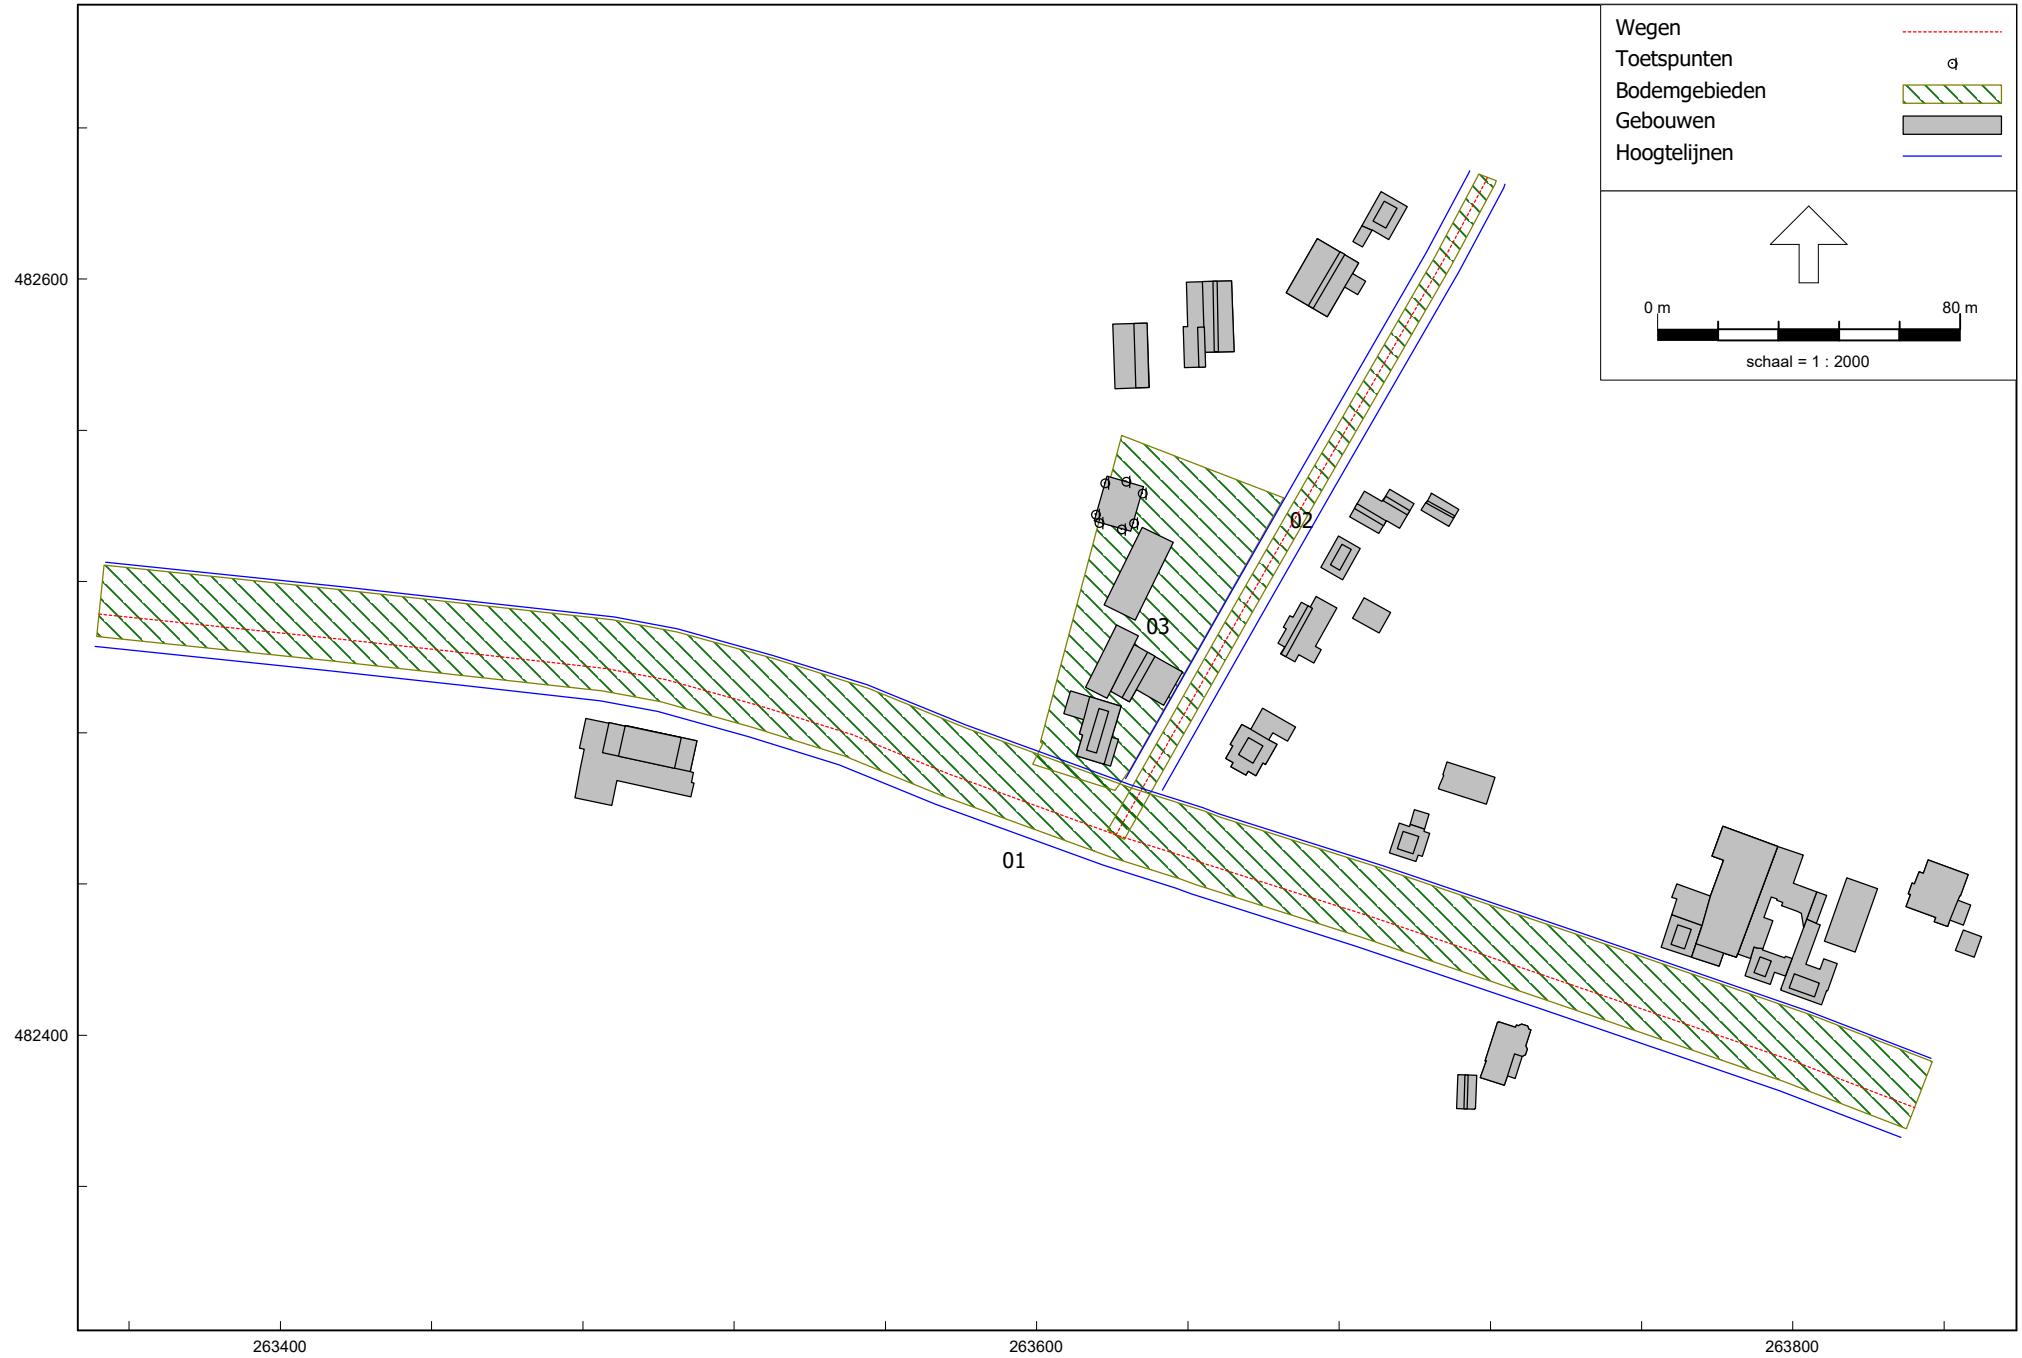 Wegen
Toetspunten
Bodemgebieden
Gebouwen
Hoogtelijnen
0 m 80 m
schaal = 1 : 2000
482600
02
03
01
482400
263400 263600 263800